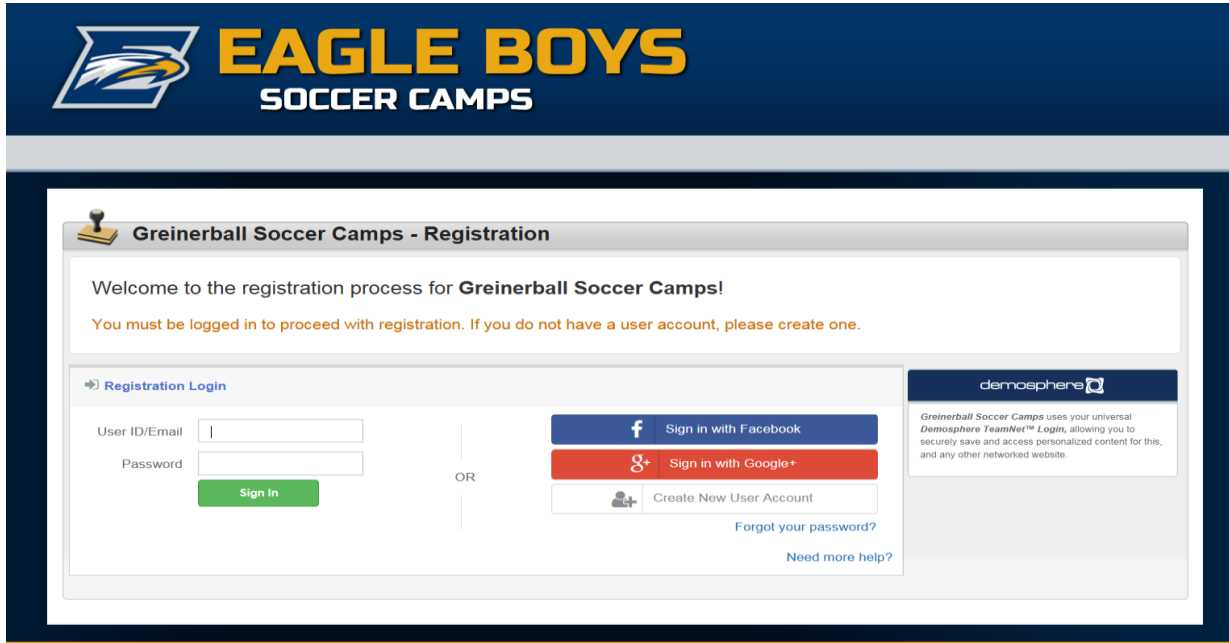 EAGLE BOYS
SOCCER CAMPS
Greinerball Soccer Camps - Registration
Welcome to the registration process for Greinerball Soccer Camps!
You must be logged in to proceed with registration. If you do not have a user account, please create one.
Registration Login
User ID/Email
Password
Sign In
OR
f Sign in with Facebook
g+ Sign in with Google+
Create New User Account
Forgot your password?
Need more help?
demosphere
Greinerball Soccer Camps uses your universal
Demosphere TeamNet™ Login, allowing you to
securely save and access personalized content for this,
and any other networked website.